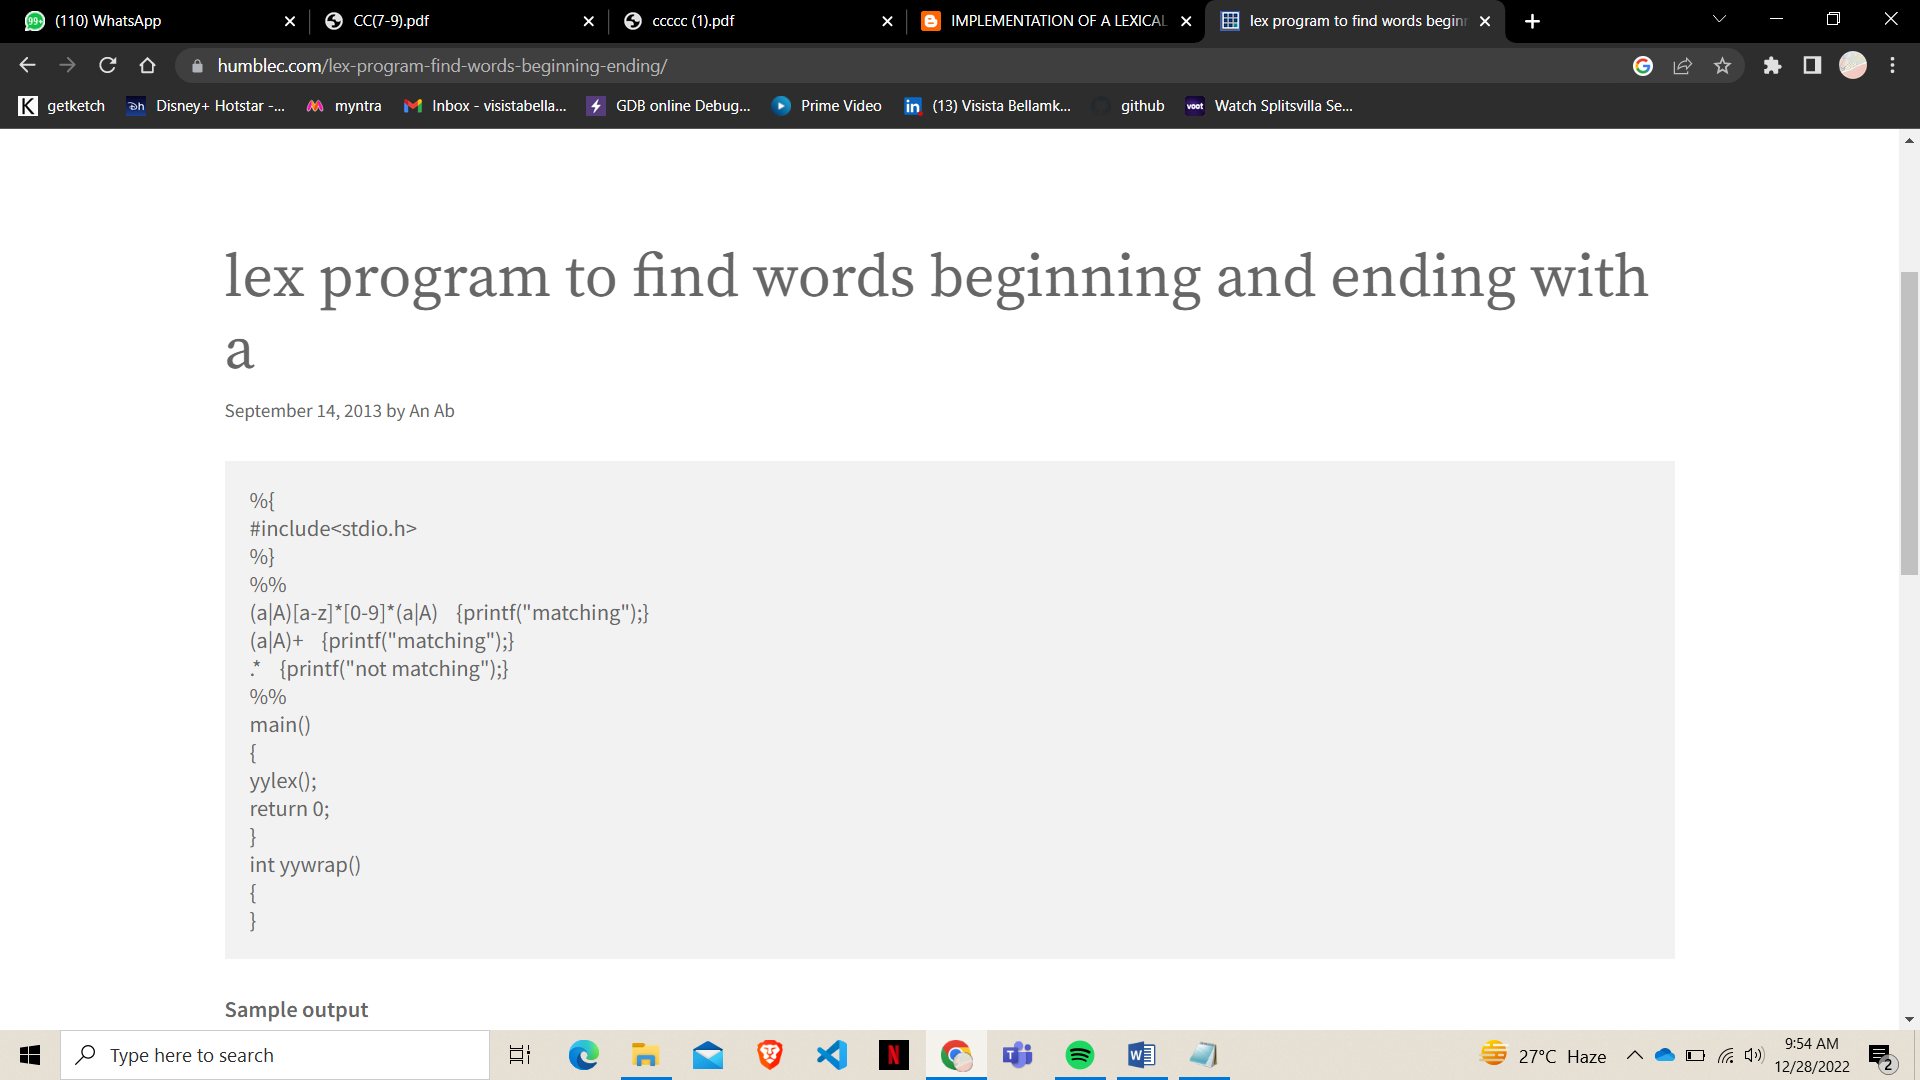 99+ (110) WhatsApp
CC(7-9).pdf
ccccc (1).pdf
IMPLEMENTATION OF A LEXICAL
lex program to find words beginn
humblec.com/lex-program-find-words-beginning-ending/
getketch
Disney+ Hotstar -...
myntra
Inbox - visistabella...
GDB online Debug...
Prime Video
(13) Visista Bellamk...
github
voot Watch Splitsvilla Se...
lex program to find words beginning and ending with
a
September 14, 2013 by An Ab
%{
#include<stdio.h>
%}
%%
(a|A)[a-z]*[0-9]*(a|A) {printf("matching");}
(a|A)+ {printf("matching");}
.* {printf("not matching");}
%%
main()
{
yylex();
return 0;
}
int yywrap()
{
}
Sample output
Type here to search
27°C Haze
9:54 AM
12/28/2022
2